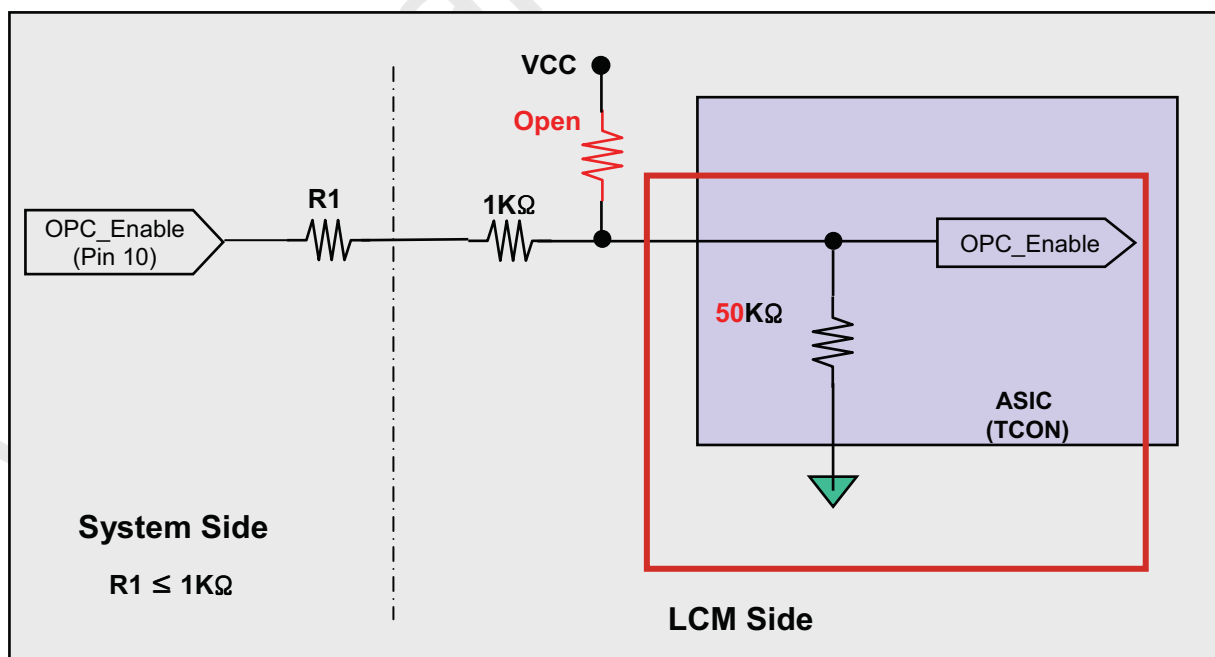 VCC
Open
R1
1KΩ
OPC_Enable
(Pin 10)
OPC_Enable
50KΩ
ASIC
(TCON)
System Side
R1 ≤ 1KΩ
LCM Side